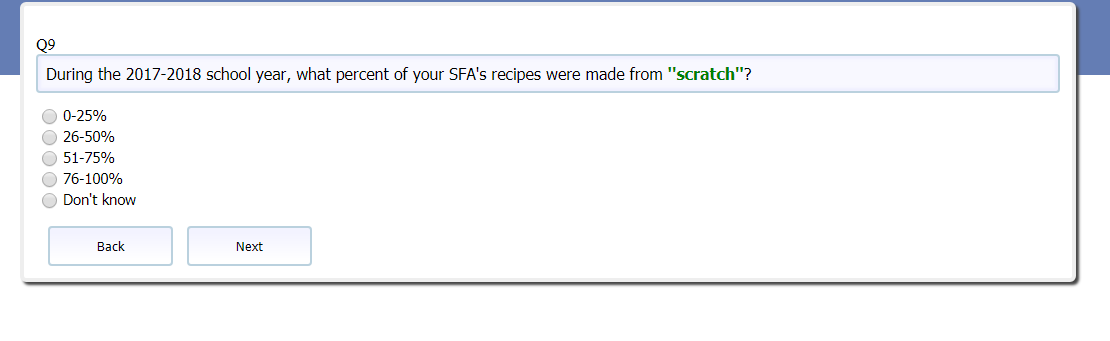 Q9
During the 2017-2018 school year, what percent of your SFA's recipes were made from "scratch"?
0-25%
26-50%
51-75%
76-100%
Don't know
Back Next